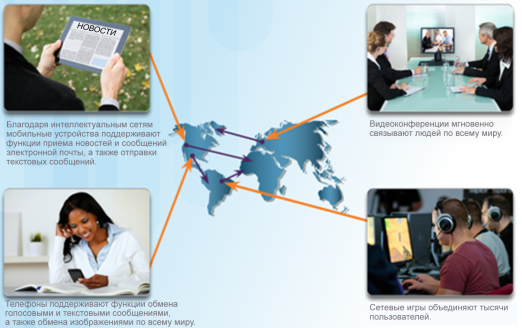 НОВОСТИ
Благодаря интеллектуальным сетям
мобильные устройства поддерживают
функции приема новостей и сообщений
электронной почты, а также отправки
текстовых сообщений.
Видеоконференции мгновенно
связывают людей по всему миру.
Телефоны поддерживают функции обмена
голосовыми и текстовыми сообщениями,
а также обмена изображениями по всему миру.
Сетевые игры объединяют тысячи
пользователей.